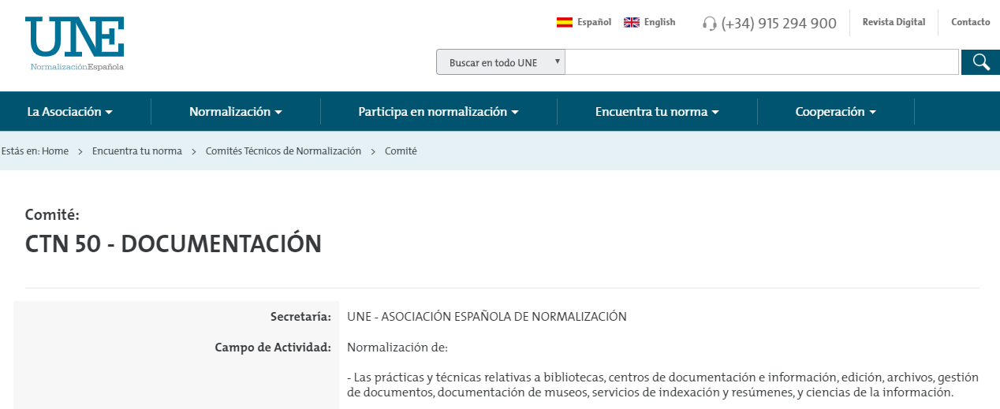 UNE
NormalizaciónEspañola
Español
English
(+34) 915 294 900
Revista Digital
Contacto
Buscar en todo UNE
La Asociación
Normalización
Participa en normalización
Encuentra tu norma
Cooperación
Estás en: Home > Encuentra tu norma > Comités Técnicos de Normalización > Comité
Comité:
CTN 50 - DOCUMENTACIÓN
Secretaría: UNE - ASOCIACIÓN ESPAÑOLA DE NORMALIZACIÓN
Campo de Actividad: Normalización de:
- Las prácticas y técnicas relativas a bibliotecas, centros de documentación e información, edición, archivos, gestión
de documentos, documentación de museos, servicios de indexación y resúmenes, y ciencias de la información.